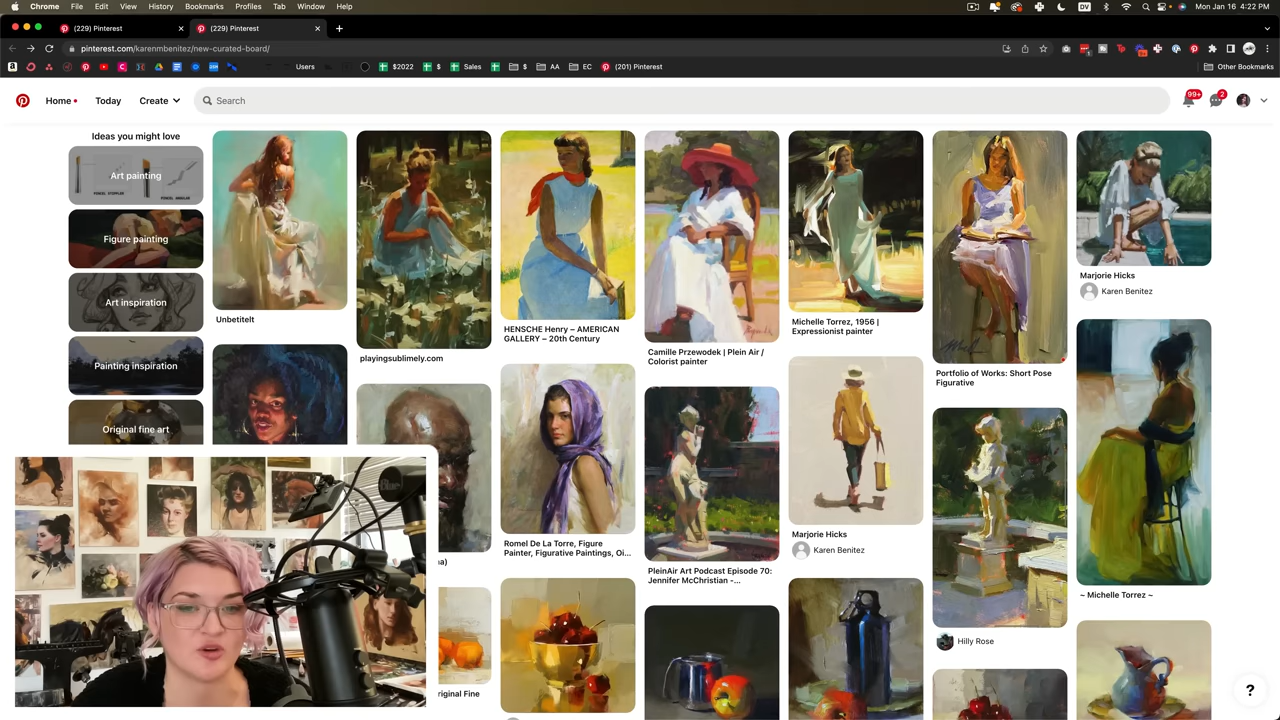 Chrome File Edit View History Bookmarks Profiles Tab Window Help
DV
Mon Jan 16 4:22 PM
(229) Pinterest
(229) Pinterest
pinterest.com/karenmbenitez/new-curated-board/
Users
$2022
$
Sales
$
AA
EC
(201) Pinterest
Other Bookmarks
Home
Today
Create
Search
99+
2
Ideas you might love
Art painting
Figure painting
Art inspiration
Painting inspiration
Original fine art
Unbetitelt
playingsublimely.com
HENSCHE Henry – AMERICAN
GALLERY – 20th Century
Romel De La Torre, Figure
Painter, Figurative Paintings, Oi...
Camille Przewodek | Plein Air /
Colorist painter
PleinAir Art Podcast Episode 70:
Jennifer McChristian -...
Michelle Torrez, 1956 |
Expressionist painter
Marjorie Hicks
Karen Benitez
Portfolio of Works: Short Pose
Figurative
Hilly Rose
Marjorie Hicks
Karen Benitez
~ Michelle Torrez ~
na)
riginal Fine
Blue
?